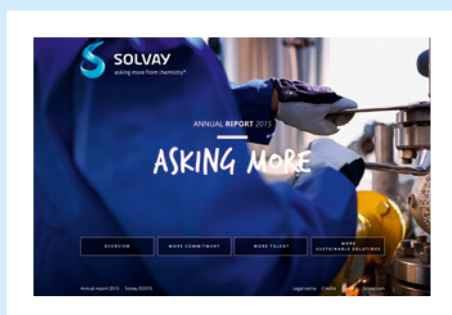 SOLVAY
asking more from chemistry®
ANNUAL REPORT 2015
ASKING MORE
OVERVIEW
MORE COMMITMENT
MORE TALENT
MORE
SUSTAINABLE SOLUTIONS
Annual report 2015 Solvay ©2015
Legal notice Credits Solvay.com